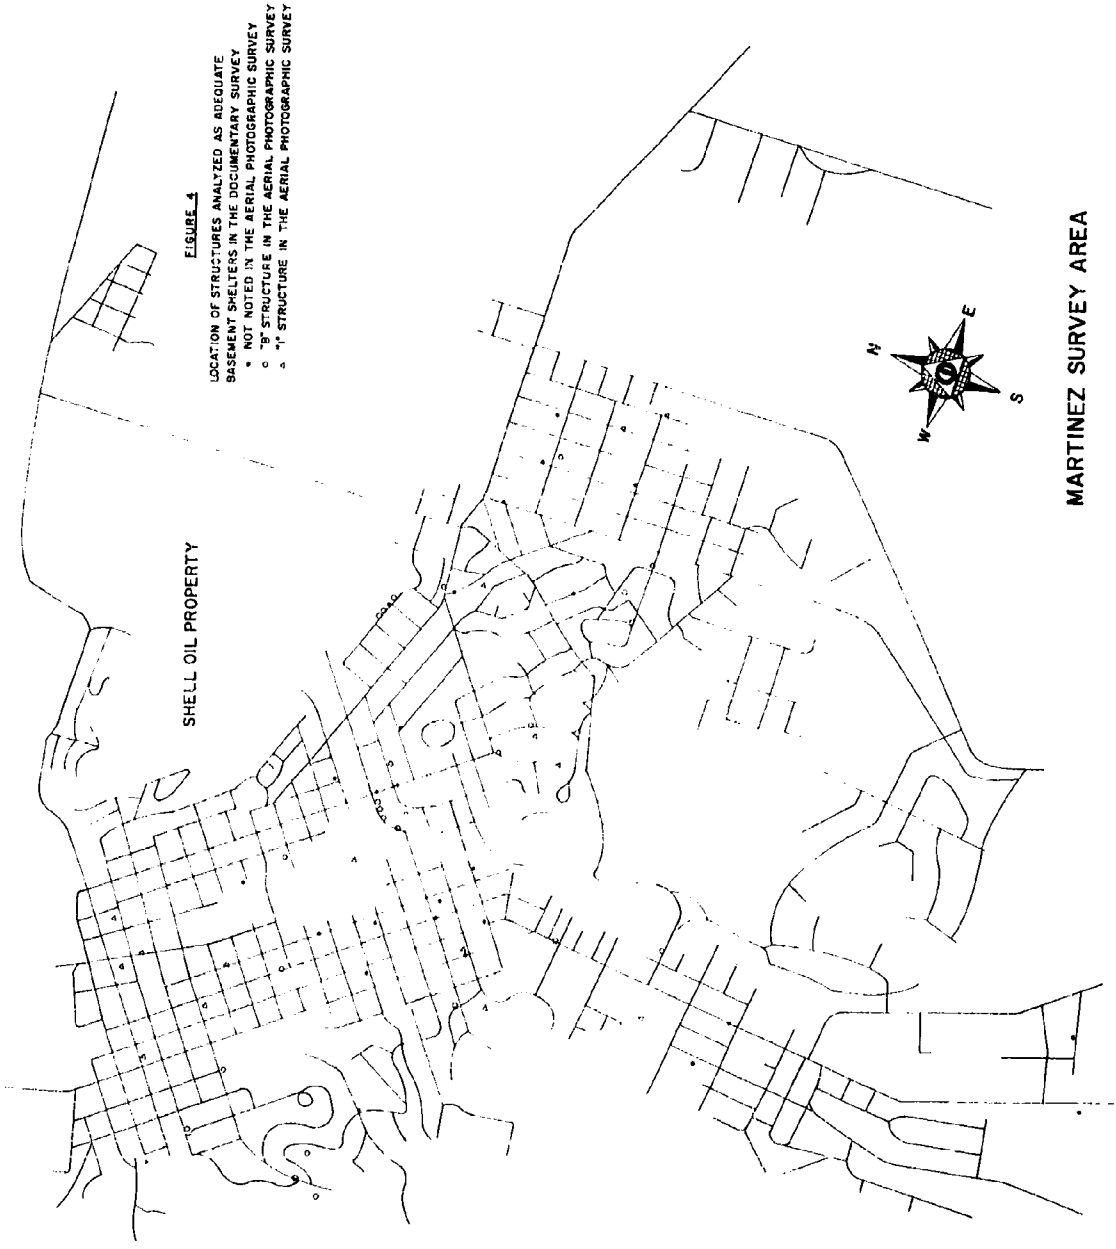 FIGURE 4
LOCATION OF STRUCTURES ANALYZED AS ADEQUATE
BASEMENT SHELTERS IN THE DOCUMENTARY SURVEY
• NOT NOTED IN THE AERIAL PHOTOGRAPHIC SURVEY
○ "B" STRUCTURE IN THE AERIAL PHOTOGRAPHIC SURVEY
△ "I" STRUCTURE IN THE AERIAL PHOTOGRAPHIC SURVEY
SHELL OIL PROPERTY
N
E
W
S
MARTINEZ SURVEY AREA